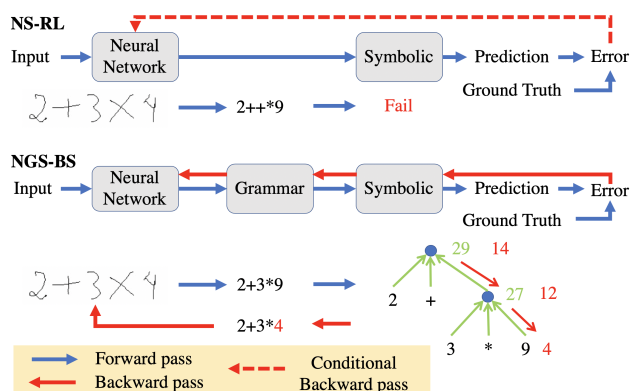 NS-RL
Input Neural Network Symbolic Prediction Error
Ground Truth
2+3×4 2++*9 Fail
NGS-BS
Input Neural Network Grammar Symbolic Prediction Error
Ground Truth
29 14
2+3×4 2+3*9 2 + 27 12
2+3*4 3 * 9 4
Forward pass Conditional
Backward pass Backward pass